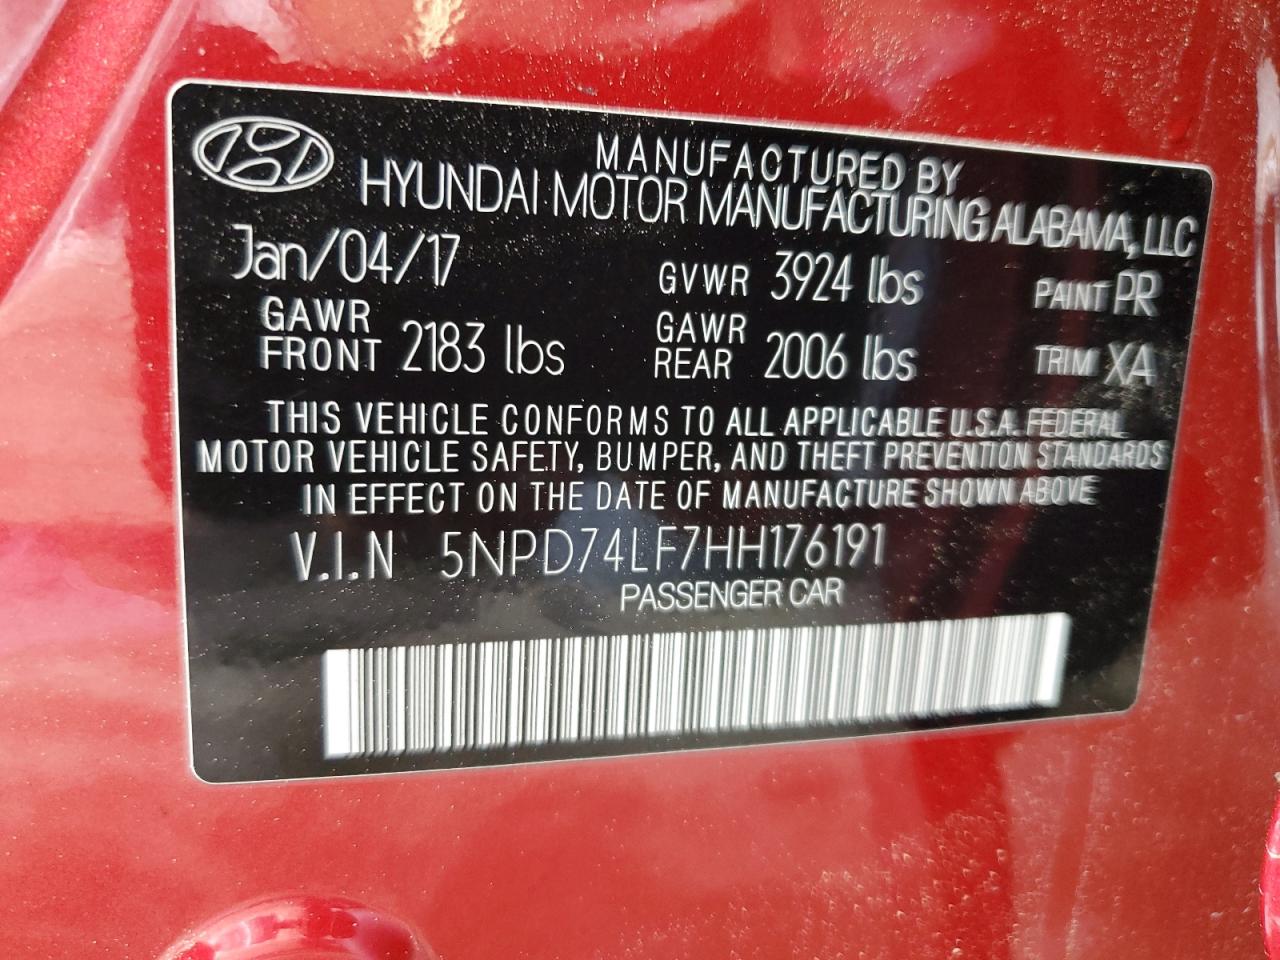 MANUFACTURED BY
HYUNDAI MOTOR MANUFACTURING ALABAMA, LLC
Jan/04/17 GVWR 3924 lbs PAINT PR
GAWR FRONT 2183 lbs GAWR REAR 2006 lbs TRIM XA
THIS VEHICLE CONFORMS TO ALL APPLICABLE U.S.A. FEDERAL
MOTOR VEHICLE SAFETY, BUMPER, AND THEFT PREVENTION STANDARDS
IN EFFECT ON THE DATE OF MANUFACTURE SHOWN ABOVE
V.I.N 5NPD74LF7HH176191
PASSENGER CAR